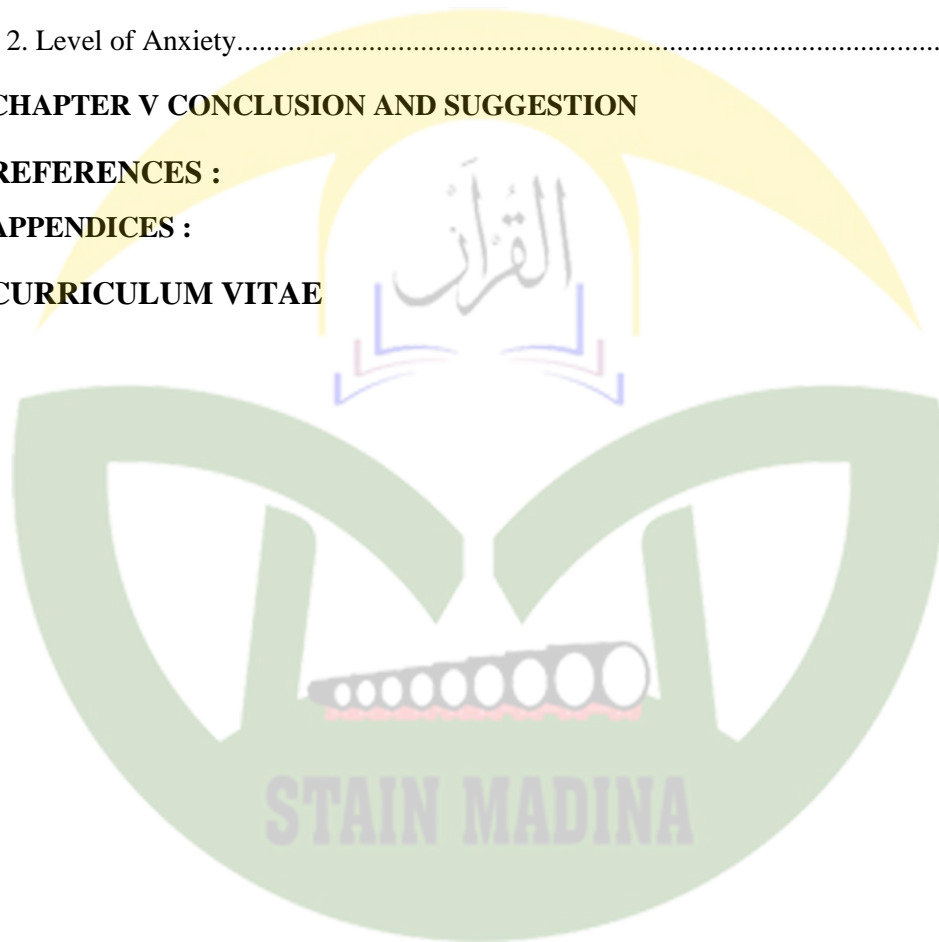 2. Level of Anxiety..................................................................................................
CHAPTER V CONCLUSION AND SUGGESTION
REFERENCES :
APPENDICES :
CURRICULUM VITAE
القرآن
STAIN MADINA